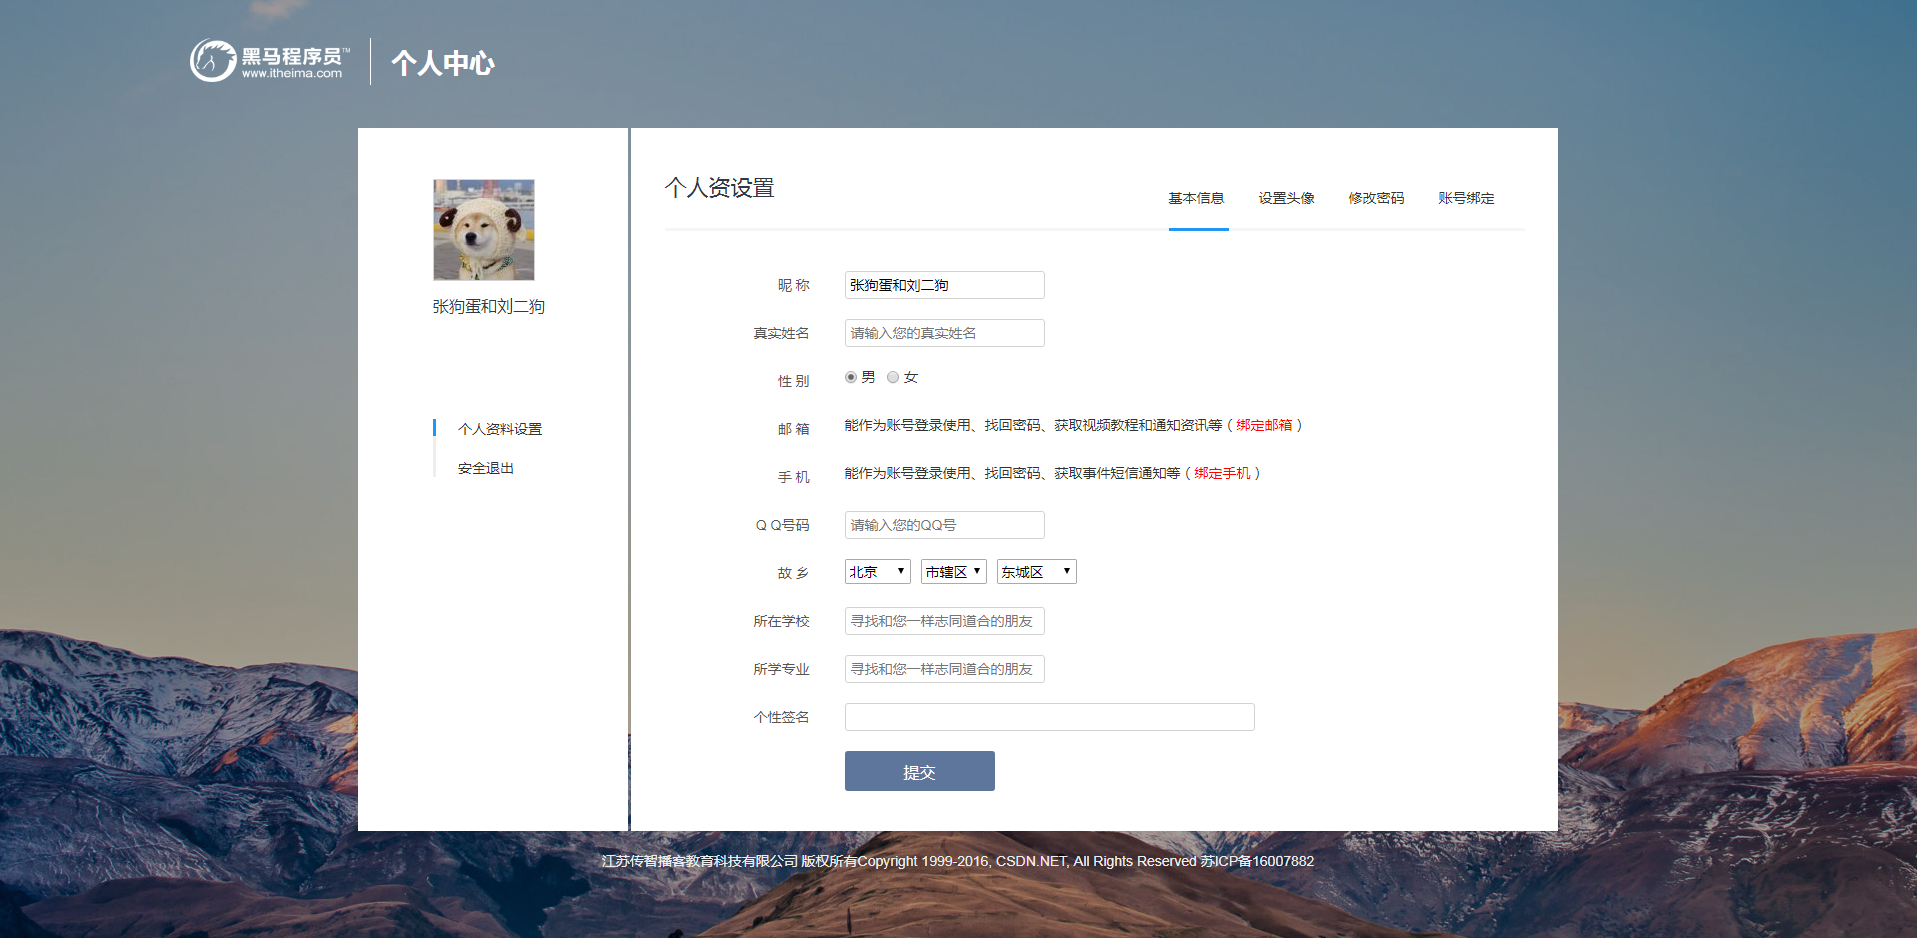 黑马程序员™
www.itheima.com
个人中心
张狗蛋和刘二狗
个人资料设置
安全退出
个人资设置
基本信息 设置头像 修改密码 账号绑定
昵 称 张狗蛋和刘二狗
真实姓名 请输入您的真实姓名
性 别 男 女
邮 箱 能作为账号登录使用、找回密码、获取视频教程和通知资讯等（绑定邮箱）
手 机 能作为账号登录使用、找回密码、获取事件短信通知等（绑定手机）
Q Q号码 请输入您的QQ号
故 乡 北京 市辖区 东城区
所在学校 寻找和您一样志同道合的朋友
所学专业 寻找和您一样志同道合的朋友
个性签名
提交
江苏传智播客教育科技有限公司 版权所有Copyright 1999-2016, CSDN.NET, All Rights Reserved 苏ICP备16007882